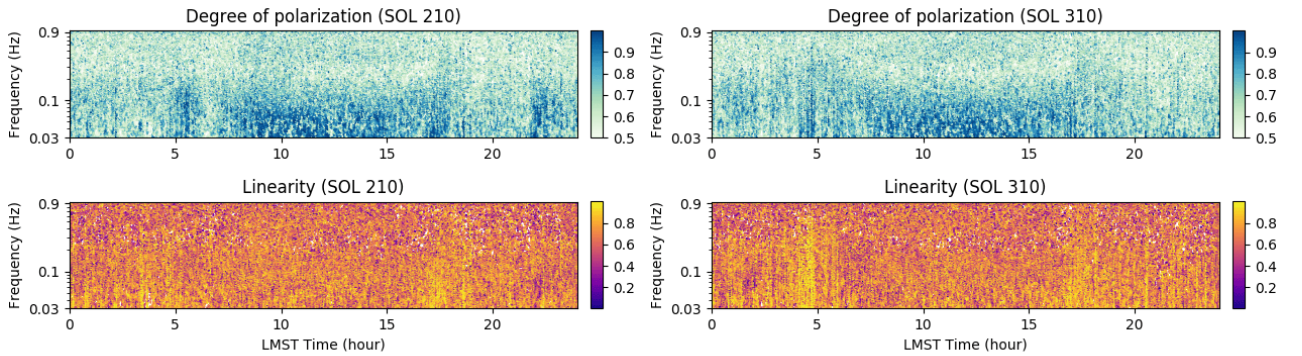 Degree of polarization (SOL 210)
Frequency (Hz)
0.9
0.1
0.03
0 5 10 15 20
0.9
0.8
0.7
0.6
0.5
Degree of polarization (SOL 310)
Frequency (Hz)
0.9
0.1
0.03
0 5 10 15 20
0.9
0.8
0.7
0.6
0.5
Linearity (SOL 210)
Frequency (Hz)
0.9
0.1
0.03
0 5 10 15 20
LMST Time (hour)
0.8
0.6
0.4
0.2
Linearity (SOL 310)
Frequency (Hz)
0.9
0.1
0.03
0 5 10 15 20
LMST Time (hour)
0.8
0.6
0.4
0.2